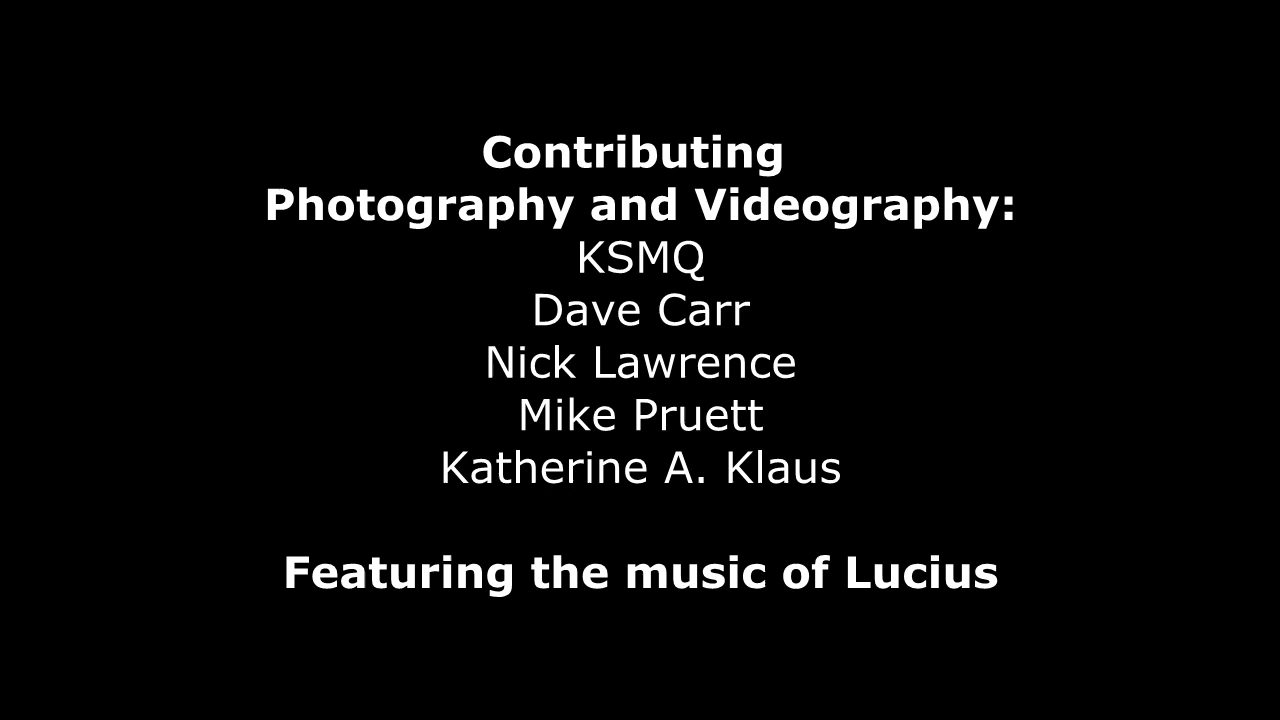 Contributing
Photography and Videography:
KSMQ
Dave Carr
Nick Lawrence
Mike Pruett
Katherine A. Klaus
Featuring the music of Lucius